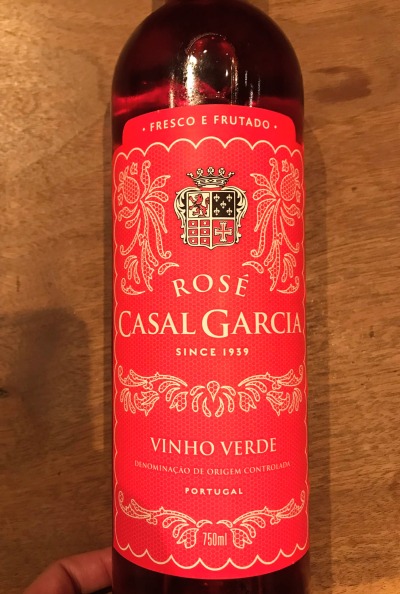 • FRESCO E FRUTADO •
ROSÉ
CASAL GARCIA
SINCE 1939
VINHO VERDE
DENOMINAÇÃO DE ORIGEM CONTROLADA
PORTUGAL
750ml